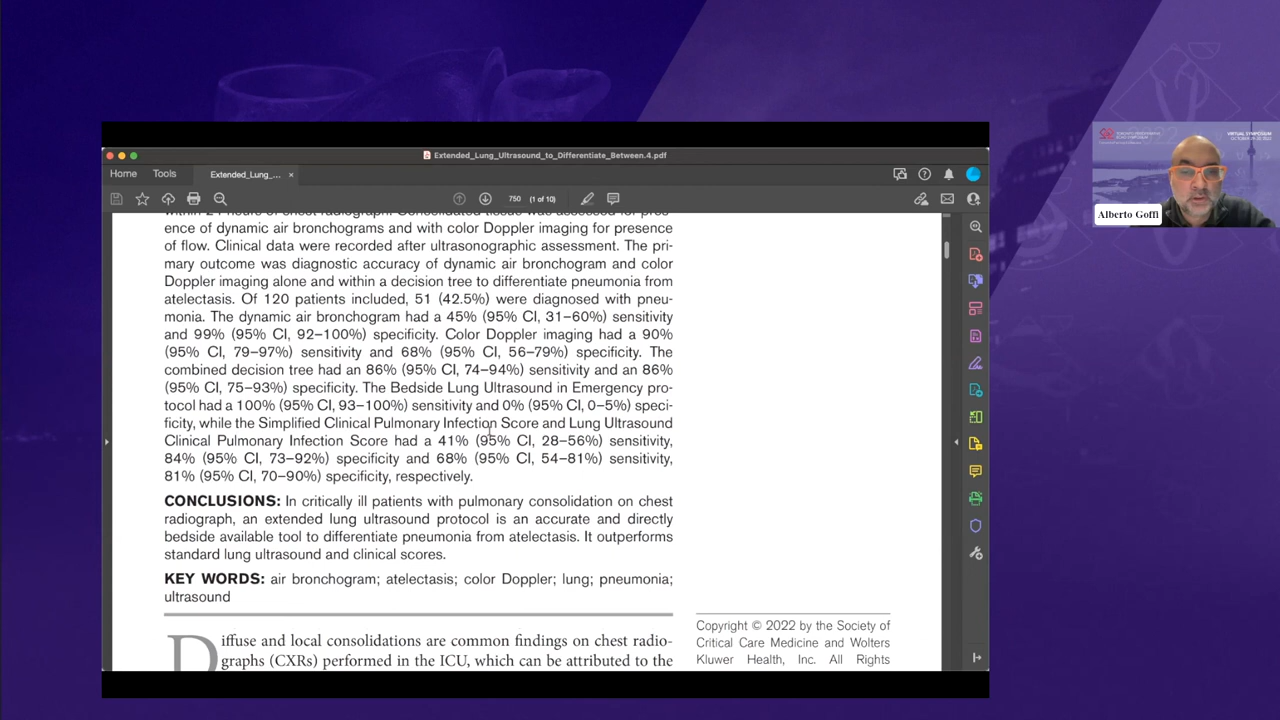 Extended_Lung_Ultrasound_to_Differentiate_Between.4.pdf
Home Tools Extended_Lung_... ×
750 (1 of 10)
within 24 hours of chest radiograph. Consolidated tissue was assessed for pres-
ence of dynamic air bronchograms and with color Doppler imaging for presence
of flow. Clinical data were recorded after ultrasonographic assessment. The pri-
mary outcome was diagnostic accuracy of dynamic air bronchogram and color
Doppler imaging alone and within a decision tree to differentiate pneumonia from
atelectasis. Of 120 patients included, 51 (42.5%) were diagnosed with pneu-
monia. The dynamic air bronchogram had a 45% (95% CI, 31–60%) sensitivity
and 99% (95% CI, 92–100%) specificity. Color Doppler imaging had a 90%
(95% CI, 79–97%) sensitivity and 68% (95% CI, 56–79%) specificity. The
combined decision tree had an 86% (95% CI, 74–94%) sensitivity and an 86%
(95% CI, 75–93%) specificity. The Bedside Lung Ultrasound in Emergency pro-
tocol had a 100% (95% CI, 93–100%) sensitivity and 0% (95% CI, 0–5%) speci-
ficity, while the Simplified Clinical Pulmonary Infection Score and Lung Ultrasound
Clinical Pulmonary Infection Score had a 41% (95% CI, 28–56%) sensitivity,
84% (95% CI, 73–92%) specificity and 68% (95% CI, 54–81%) sensitivity,
81% (95% CI, 70–90%) specificity, respectively.
CONCLUSIONS: In critically ill patients with pulmonary consolidation on chest
radiograph, an extended lung ultrasound protocol is an accurate and directly
bedside available tool to differentiate pneumonia from atelectasis. It outperforms
standard lung ultrasound and clinical scores.
KEY WORDS: air bronchogram; atelectasis; color Doppler; lung; pneumonia;
ultrasound
Diffuse and local consolidations are common findings on chest radio-
graphs (CXRs) performed in the ICU, which can be attributed to the
Copyright © 2022 by the Society of
Critical Care Medicine and Wolters
Kluwer Health, Inc. All Rights
VIRTUAL SYMPOSIUM
Alberto Goffi